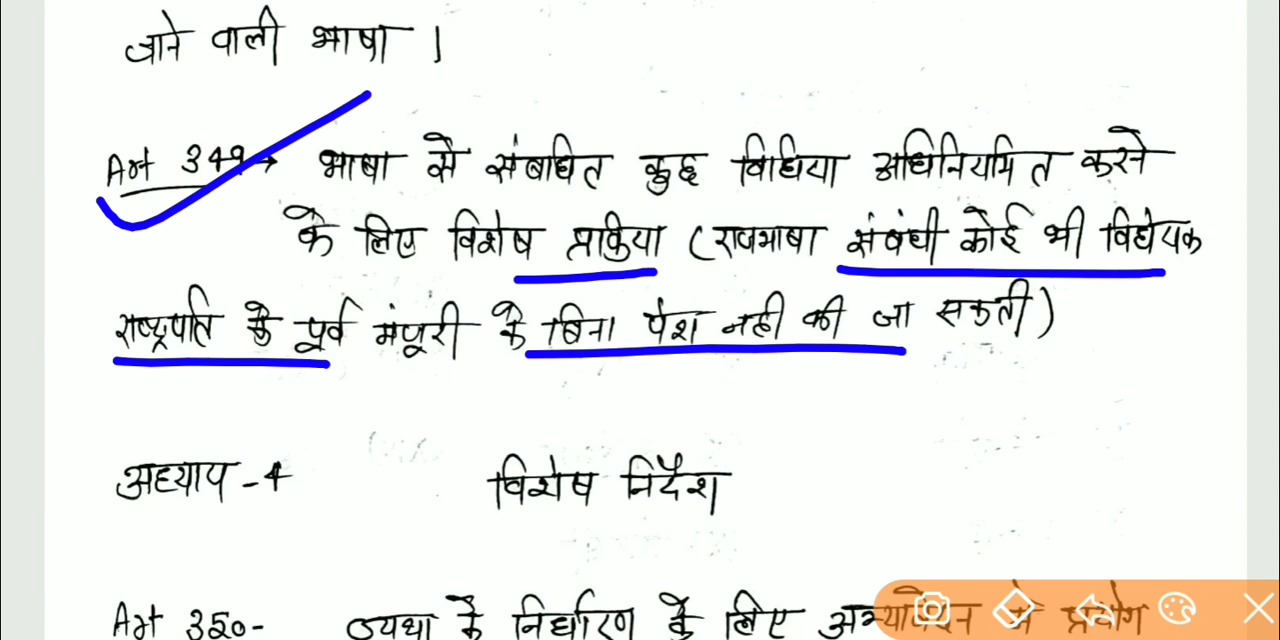 जाने वाली भाषा ।
Art 349→ भाषा से संबधित कुछ विधिया अधिनियमित करने
के लिए विशेष प्रक्रिया (राजभाषा संबंधी कोई भी विधेयक
राष्ट्रपति के पूर्व मंजूरी के बिना पेश नही की जा सकती)
अध्याय -4 विशेष निर्देश
Art 350- व्यथा के निर्धारण के लिए अभ्यावेदन मे प्रयोग